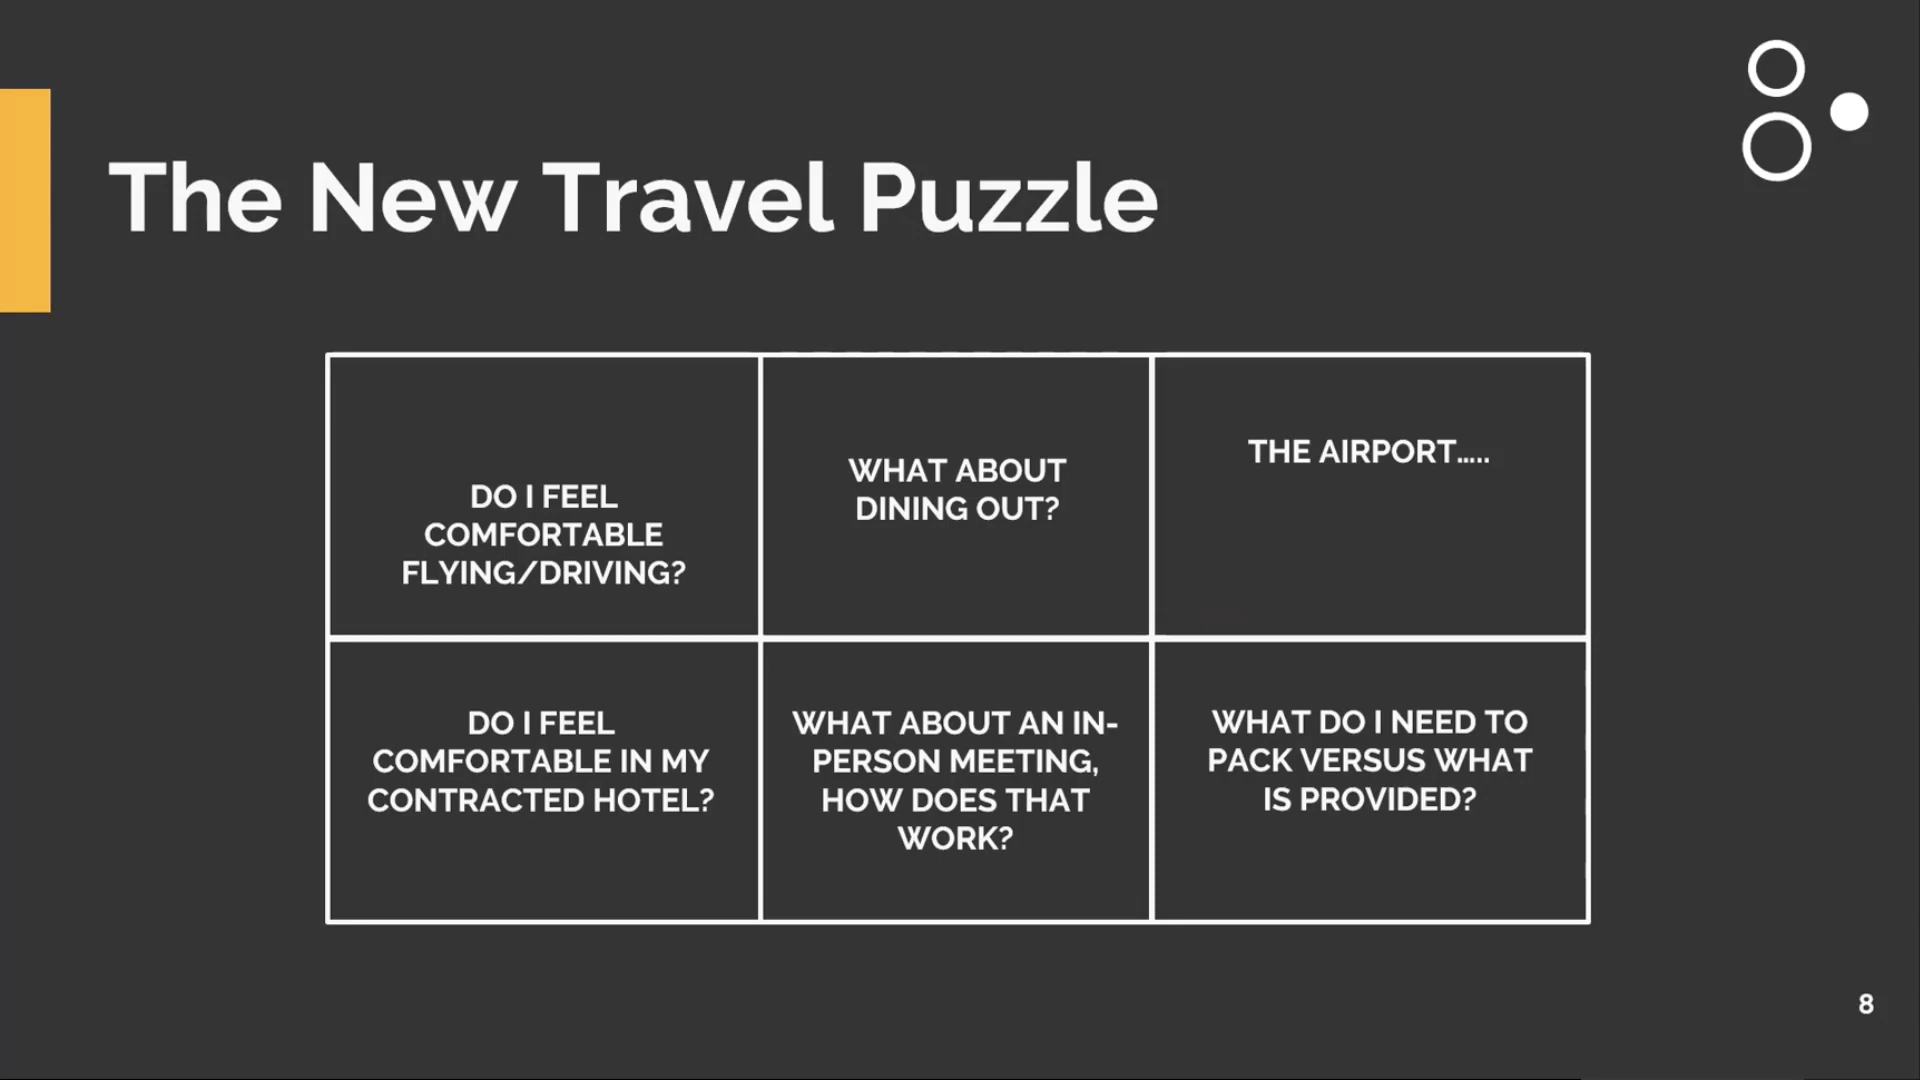 The New Travel Puzzle
DO I FEEL
COMFORTABLE
FLYING/DRIVING?
WHAT ABOUT
DINING OUT?
THE AIRPORT.....
DO I FEEL
COMFORTABLE IN MY
CONTRACTED HOTEL?
WHAT ABOUT AN IN-
PERSON MEETING,
HOW DOES THAT
WORK?
WHAT DO I NEED TO
PACK VERSUS WHAT
IS PROVIDED?
8